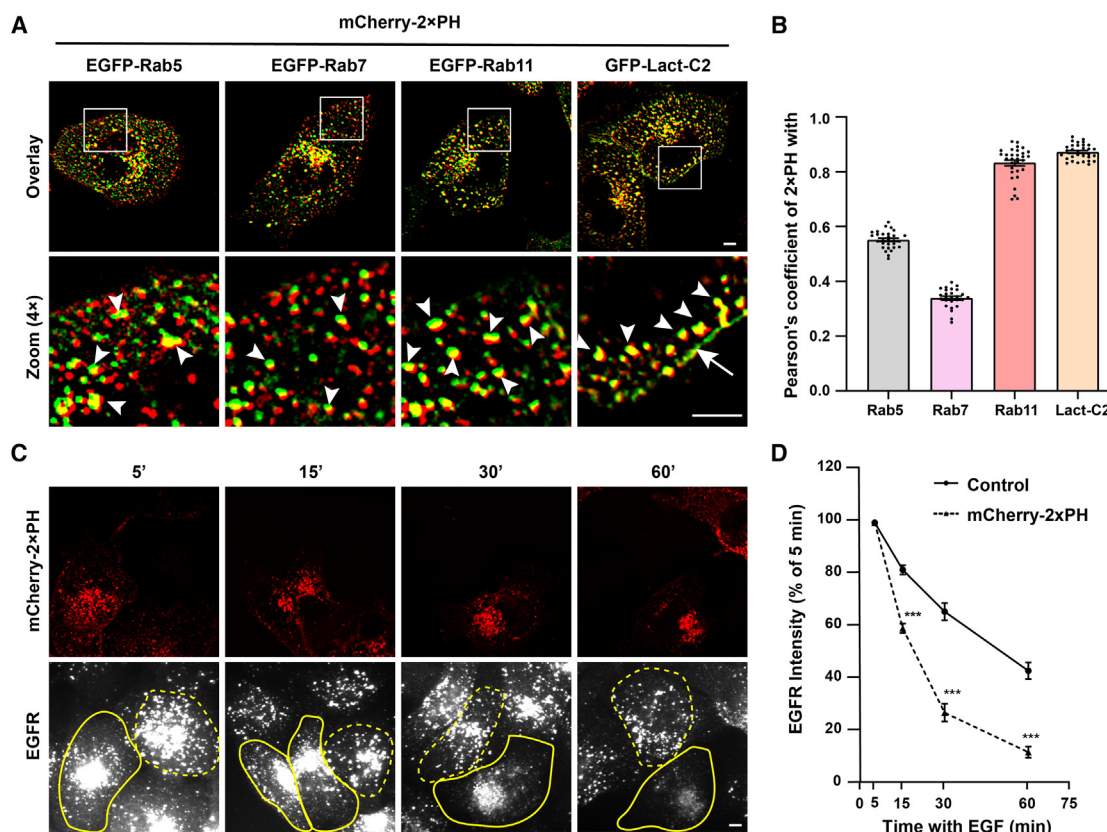 A
mCherry-2×PH
EGFP-Rab5 EGFP-Rab7 EGFP-Rab11 GFP-Lact-C2
Overlay
Zoom (4×)
B
Pearson's coefficient of 2×PH with
1.0
0.8
0.6
0.4
0.2
0.0
Rab5 Rab7 Rab11 Lact-C2
C
5' 15' 30' 60'
mCherry-2×PH
EGFR
D
EGFR Intensity (% of 5 min)
120
100
80
60
40
20
0
Control
mCherry-2xPH
***
***
***
0 5 15 30 45 60 75
Time with EGF (min)